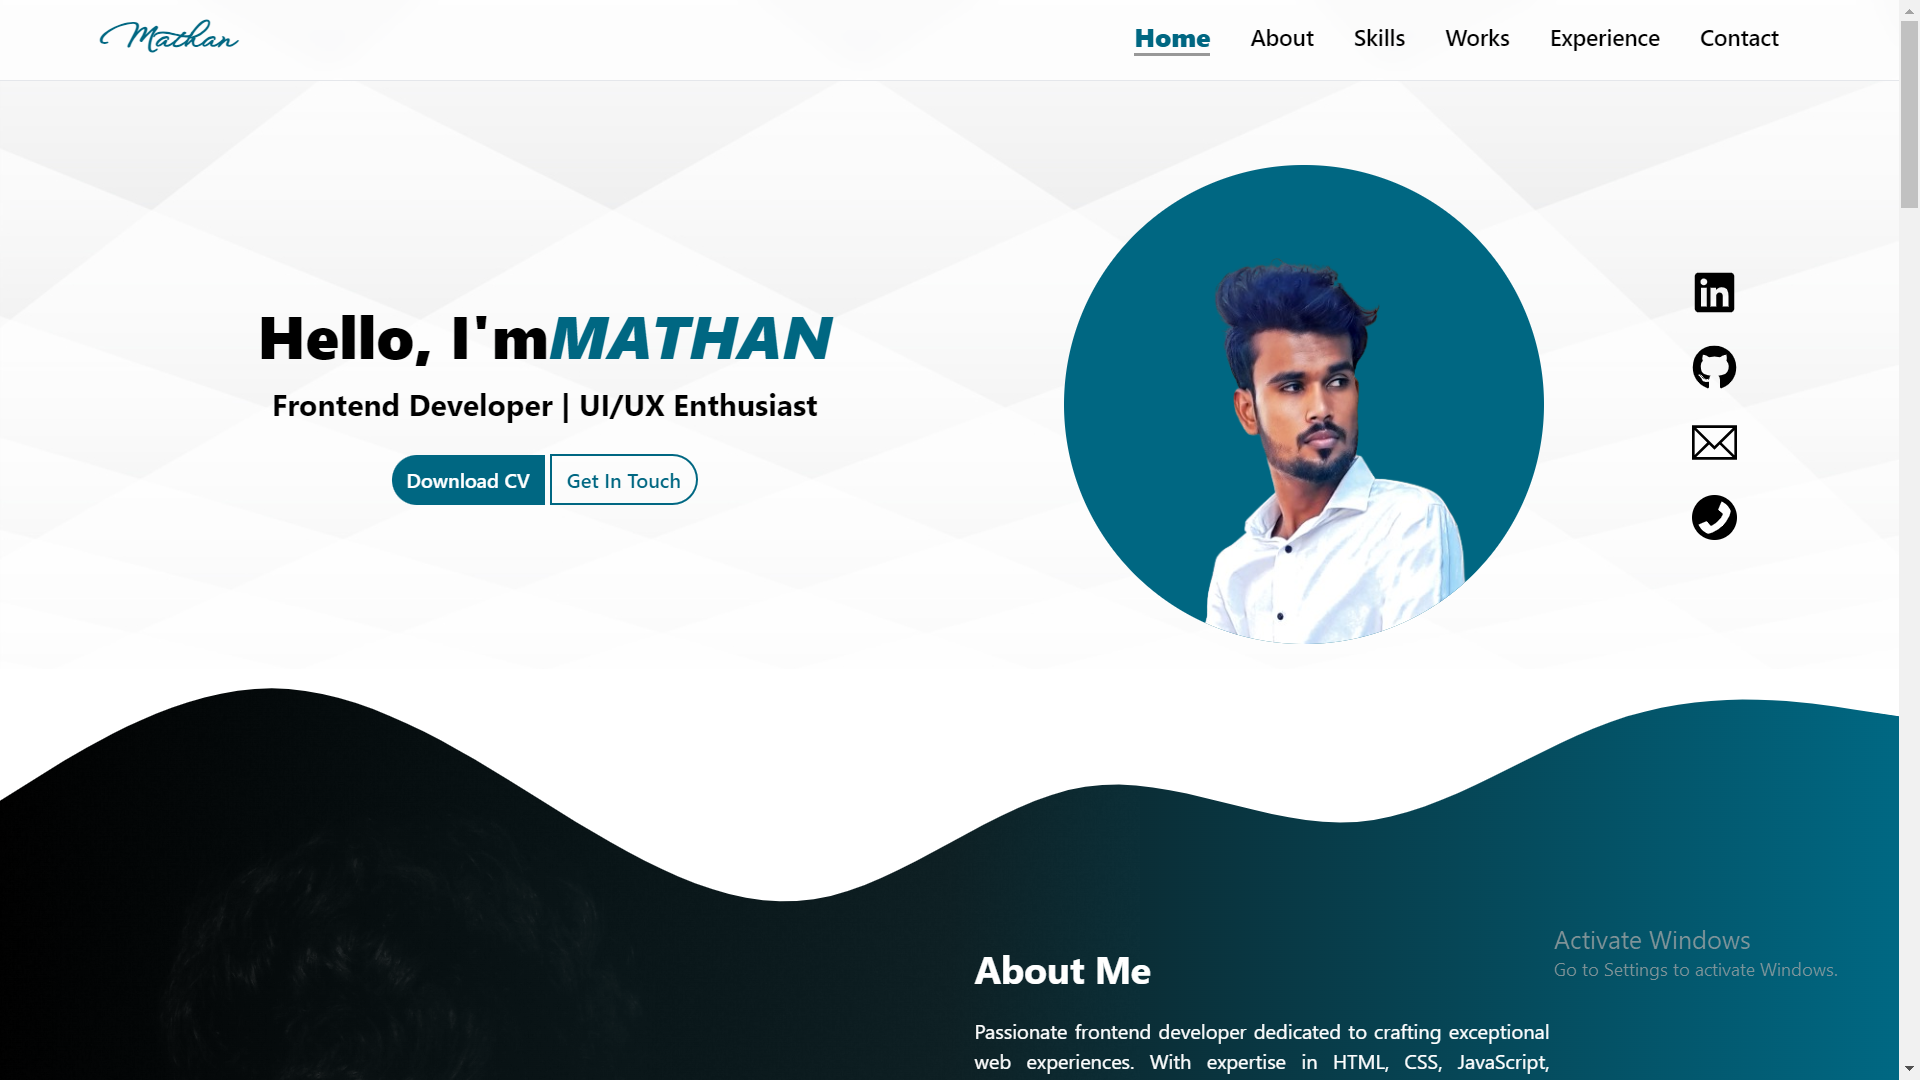 Mathan
Home About Skills Works Experience Contact
Hello, I'mMATHAN
Frontend Developer | UI/UX Enthusiast
Download CV
Get In Touch
in
About Me
Passionate frontend developer dedicated to crafting exceptional
web experiences. With expertise in HTML, CSS, JavaScript,
Activate Windows
Go to Settings to activate Windows.